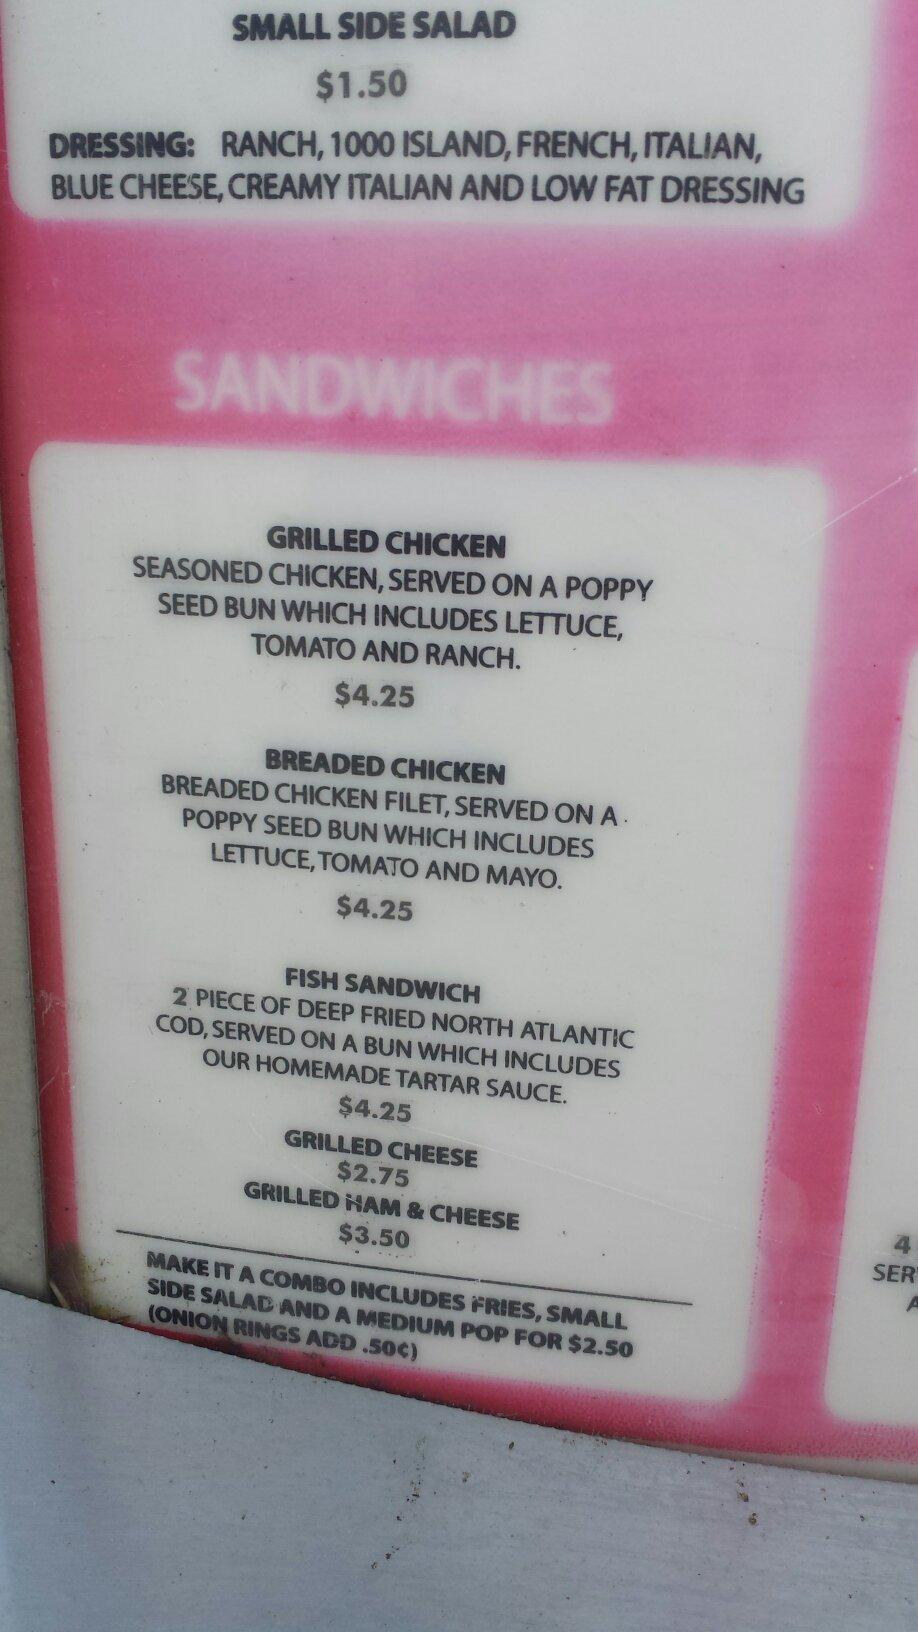 SMALL SIDE SALAD
$1.50
DRESSING: RANCH, 1000 ISLAND, FRENCH, ITALIAN,
BLUE CHEESE, CREAMY ITALIAN AND LOW FAT DRESSING
SANDWICHES
GRILLED CHICKEN
SEASONED CHICKEN, SERVED ON A POPPY
SEED BUN WHICH INCLUDES LETTUCE,
TOMATO AND RANCH.
$4.25
BREADED CHICKEN
BREADED CHICKEN FILET, SERVED ON A
POPPY SEED BUN WHICH INCLUDES
LETTUCE, TOMATO AND MAYO.
$4.25
FISH SANDWICH
2 PIECE OF DEEP FRIED NORTH ATLANTIC
COD, SERVED ON A BUN WHICH INCLUDES
OUR HOMEMADE TARTAR SAUCE.
$4.25
GRILLED CHEESE
$2.75
GRILLED HAM & CHEESE
$3.50
MAKE IT A COMBO INCLUDES FRIES, SMALL
SIDE SALAD AND A MEDIUM POP FOR $2.50
(ONION RINGS ADD .50¢)
4
SER